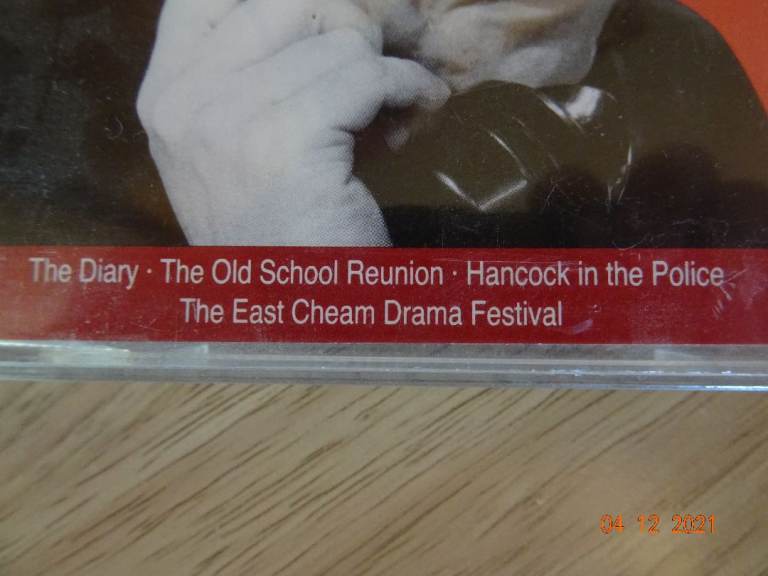 The Diary · The Old School Reunion · Hancock in the Police
The East Cheam Drama Festival
04 12 2021